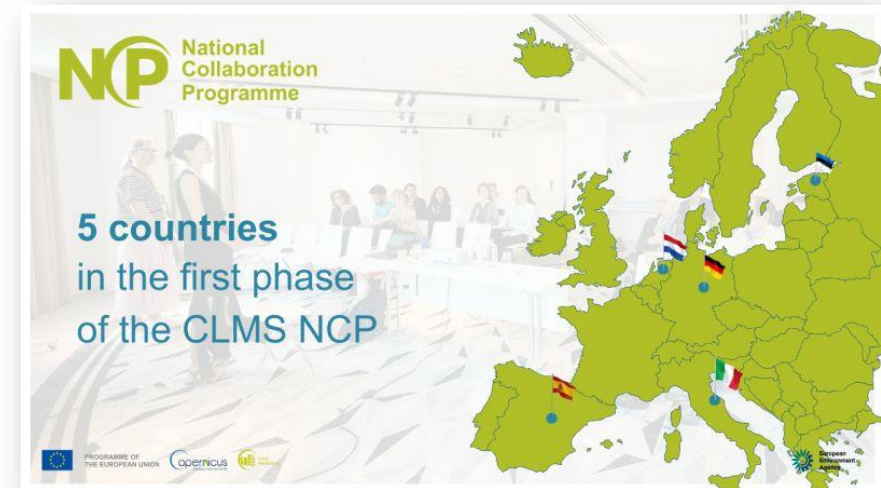 NCP
National
Collaboration
Programme
5 countries
in the first phase
of the CLMS NCP
PROGRAMME OF
THE EUROPEAN UNION
opernicus
European
Environment
Agency